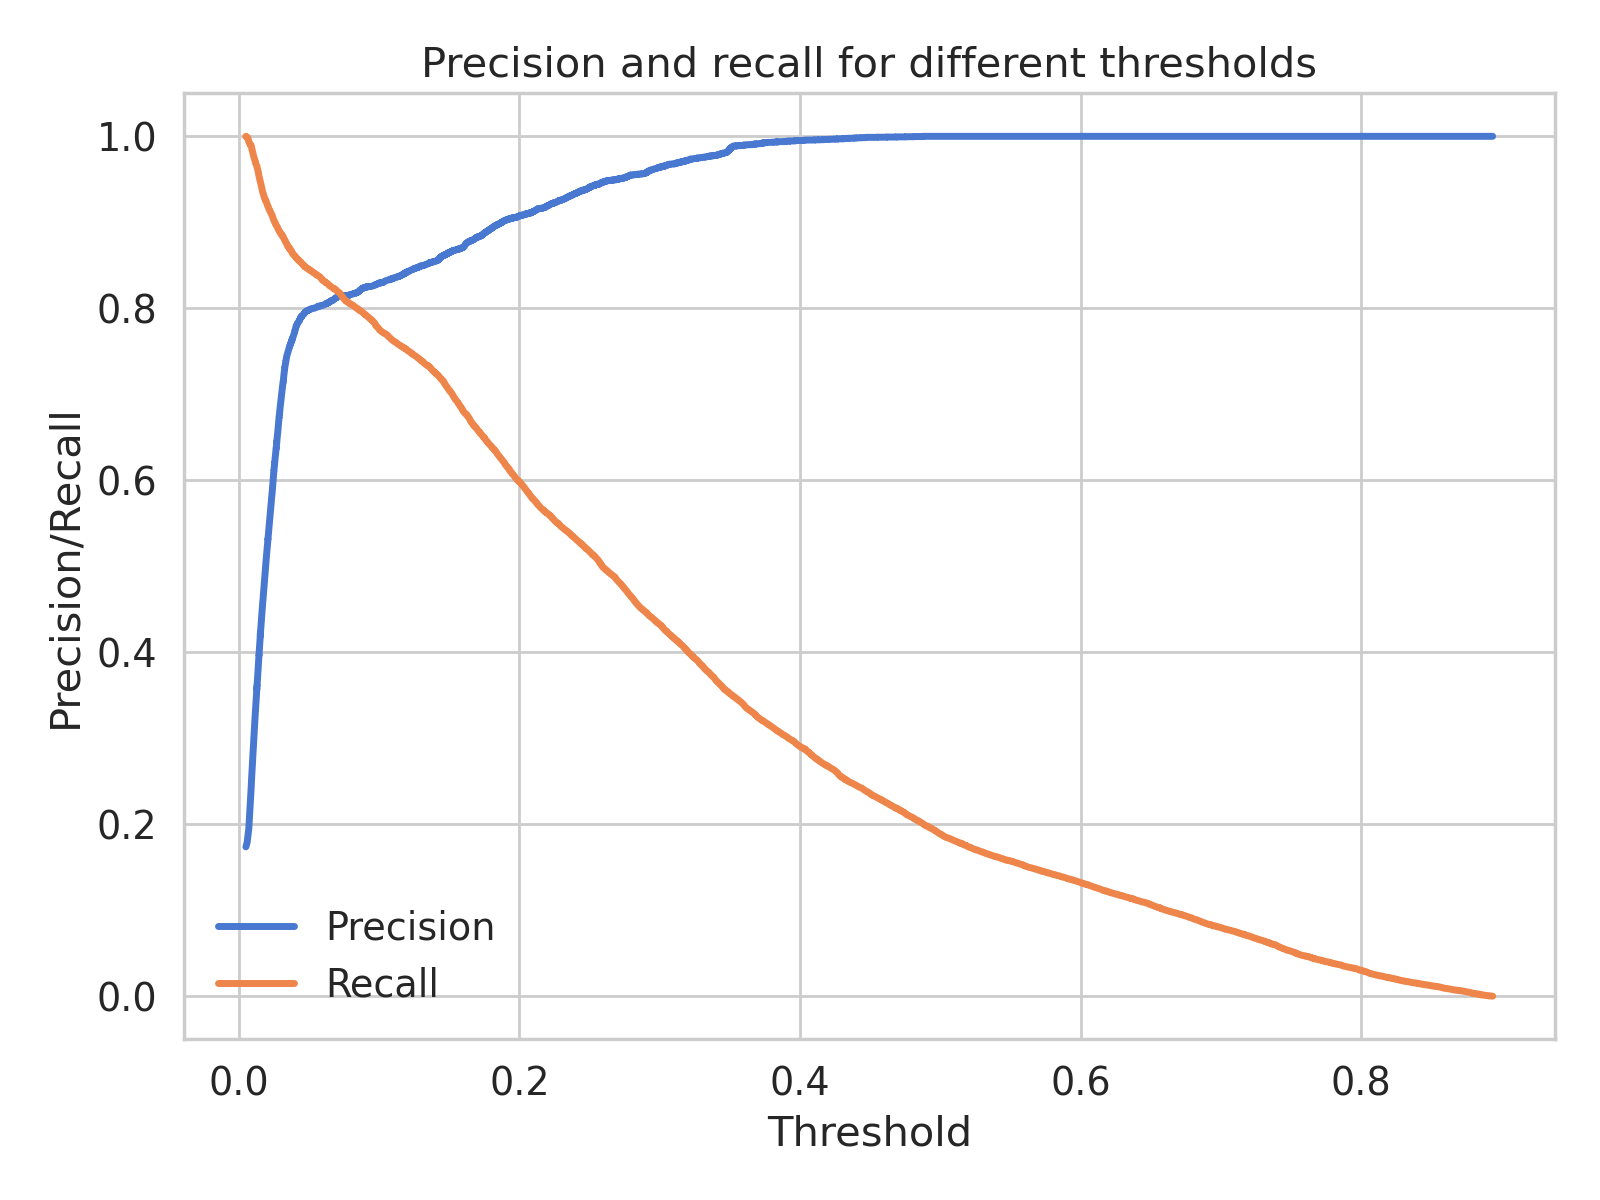 Precision and recall for different thresholds
1.0
0.8
0.6
0.4
0.2
0.0
Precision/Recall
Precision
Recall
0.0 0.2 0.4 0.6 0.8
Threshold